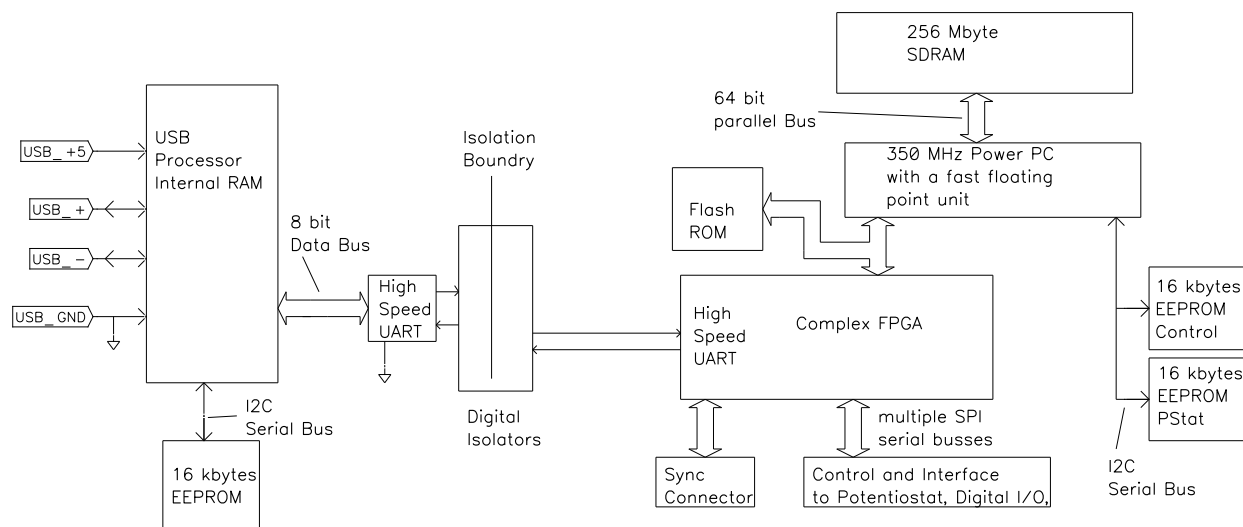 256 Mbyte
SDRAM
64 bit
parallel Bus
350 MHz Power PC
with a fast floating
point unit
USB
Processor
Internal RAM
USB_+5
USB_+
USB_-
USB_GND
8 bit
Data Bus
Isolation
Boundry
Flash
ROM
High
Speed
UART
High
Speed
UART
Complex FPGA
16 kbytes
EEPROM
Control
16 kbytes
EEPROM
PStat
I2C
Serial Bus
Digital
Isolators
multiple SPI
serial busses
16 kbytes
EEPROM
Sync
Connector
Control and Interface
to Potentiostat, Digital I/O,
I2C
Serial Bus